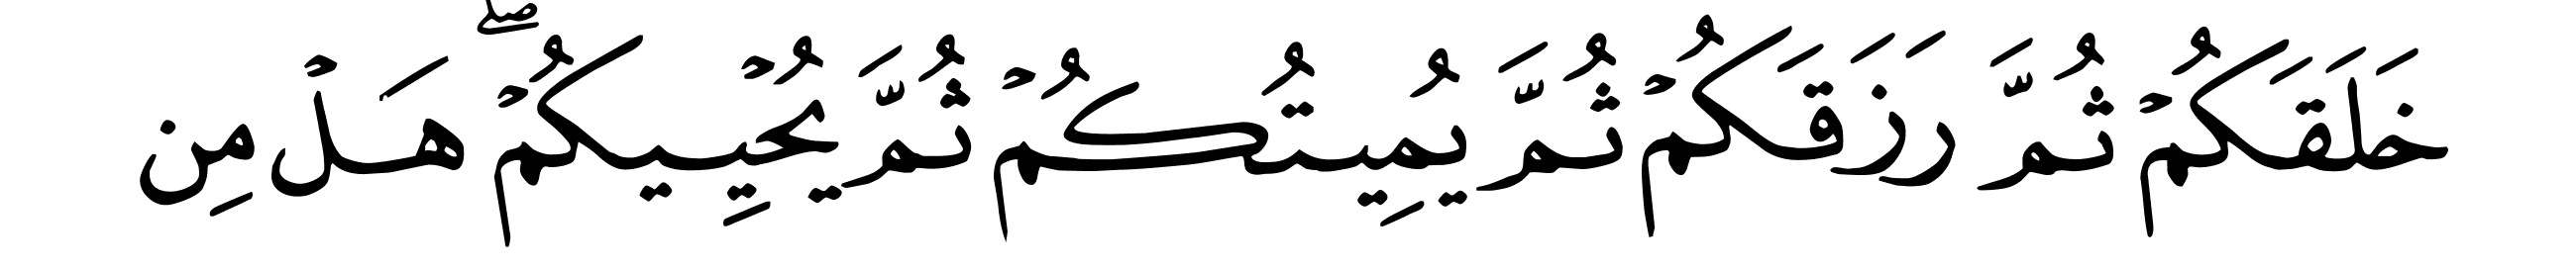 خَلَقَكُمۡ ثُمَّ رَزَقَكُمۡ ثُمَّ يُمِيتُكُمۡ ثُمَّ يُحۡيِيكُمۡۖ هَلۡ مِن